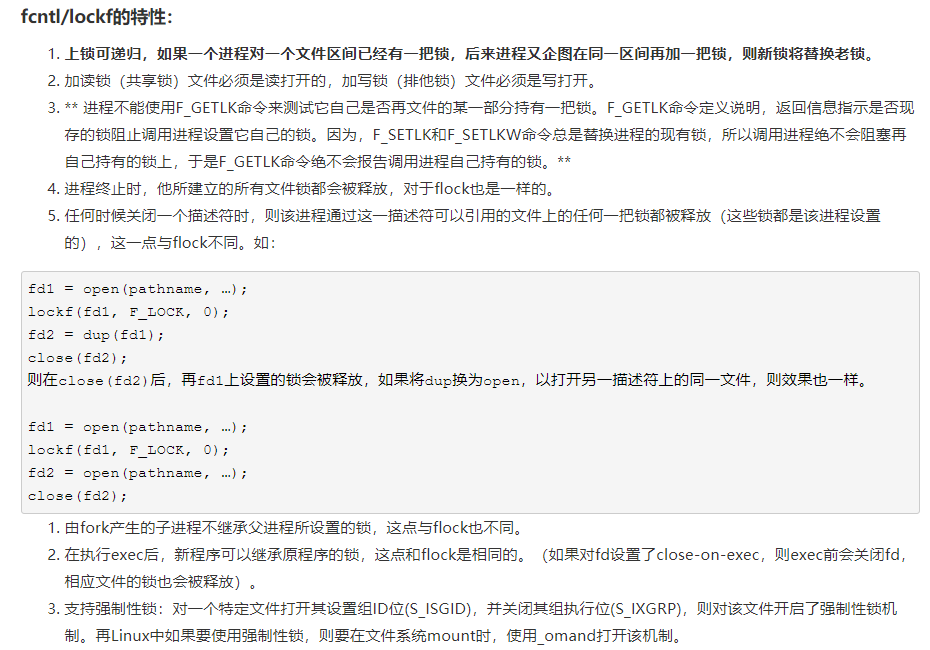 fcntl/lockf的特性：
1. 上锁可递归，如果一个进程对一个文件区间已经有一把锁，后来进程又企图在同一区间再加一把锁，则新锁将替换老锁。
2. 加读锁（共享锁）文件必须是读打开的，加写锁（排他锁）文件必须是写打开。
3. ** 进程不能使用F_GETLK命令来测试它自己是否再文件的某一部分持有一把锁。F_GETLK命令定义说明，返回信息指示是否现
存的锁阻止调用进程设置它自己的锁。因为，F_SETLK和F_SETLKW命令总是替换进程的现有锁，所以调用进程绝不会阻塞再
自己持有的锁上，于是F_GETLK命令绝不会报告调用进程自己持有的锁。**
4. 进程终止时，他所建立的所有文件锁都会被释放，对于flock也是一样的。
5. 任何时候关闭一个描述符时，则该进程通过这一描述符可以引用的文件上的任何一把锁都被释放（这些锁都是该进程设置
的），这一点与flock不同。如：
fd1 = open(pathname, …);
lockf(fd1, F_LOCK, 0);
fd2 = dup(fd1);
close(fd2);
则在close(fd2)后，再fd1上设置的锁会被释放，如果将dup换为open，以打开另一描述符上的同一文件，则效果也一样。
fd1 = open(pathname, …);
lockf(fd1, F_LOCK, 0);
fd2 = open(pathname, …);
close(fd2);
1. 由fork产生的子进程不继承父进程所设置的锁，这点与flock也不同。
2. 在执行exec后，新程序可以继承原程序的锁，这点和flock是相同的。（如果对fd设置了close-on-exec，则exec前会关闭fd，
相应文件的锁也会被释放）。
3. 支持强制性锁：对一个特定文件打开其设置组ID位(S_ISGID)，并关闭其组执行位(S_IXGRP)，则对该文件开启了强制性锁机
制。再Linux中如果要使用强制性锁，则要在文件系统mount时，使用_omand打开该机制。